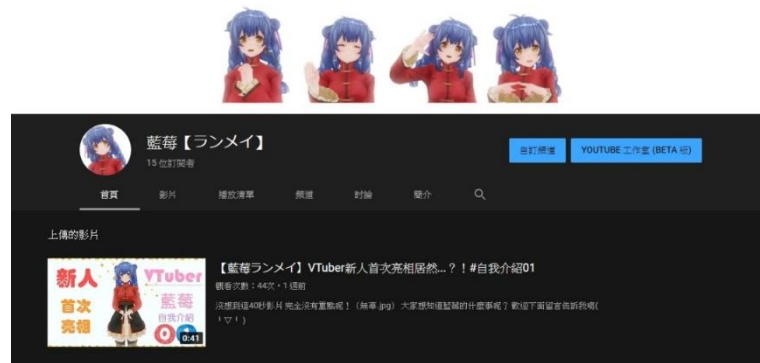 藍莓【ランメイ】
15 位訂閱者
自訂頻道
YOUTUBE 工作室 (BETA 版)
首頁
影片
播放清單
頻道
討論
簡介
上傳的影片
新人
首次
亮相
VTuber
藍莓
自我介紹
01
0:41
【藍莓ランメイ】VTuber新人首次亮相居然...？！#自我介紹01
觀看次數：44次・1 週前
沒想到這40秒影片完全沒有重點呢！（無辜.jpg） 大家想知道藍莓的什麼事呢？歡迎下面留言告訴我唷(
╹▽╹)